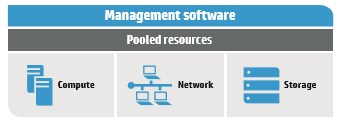 Management software
Pooled resources
Compute
Network
Storage